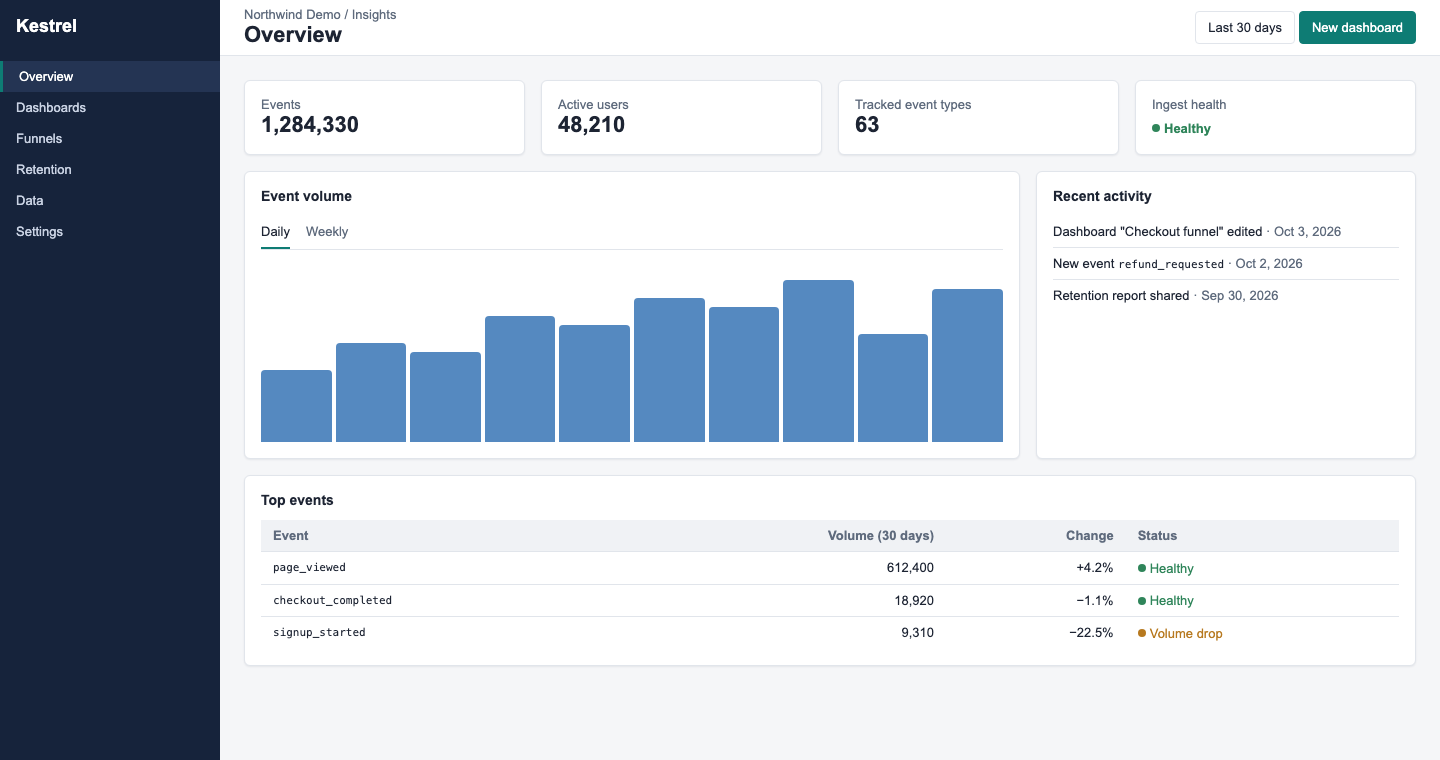 Kestrel
Overview
Dashboards
Funnels
Retention
Data
Settings
Northwind Demo / Insights
Overview
Last 30 days
New dashboard
Events
1,284,330
Active users
48,210
Tracked event types
63
Ingest health
Healthy
Event volume
Daily Weekly
Recent activity
Dashboard "Checkout funnel" edited · Oct 3, 2026
New event refund_requested · Oct 2, 2026
Retention report shared · Sep 30, 2026
Top events
Event Volume (30 days) Change Status
page_viewed 612,400 +4.2% Healthy
checkout_completed 18,920 −1.1% Healthy
signup_started 9,310 −22.5% Volume drop